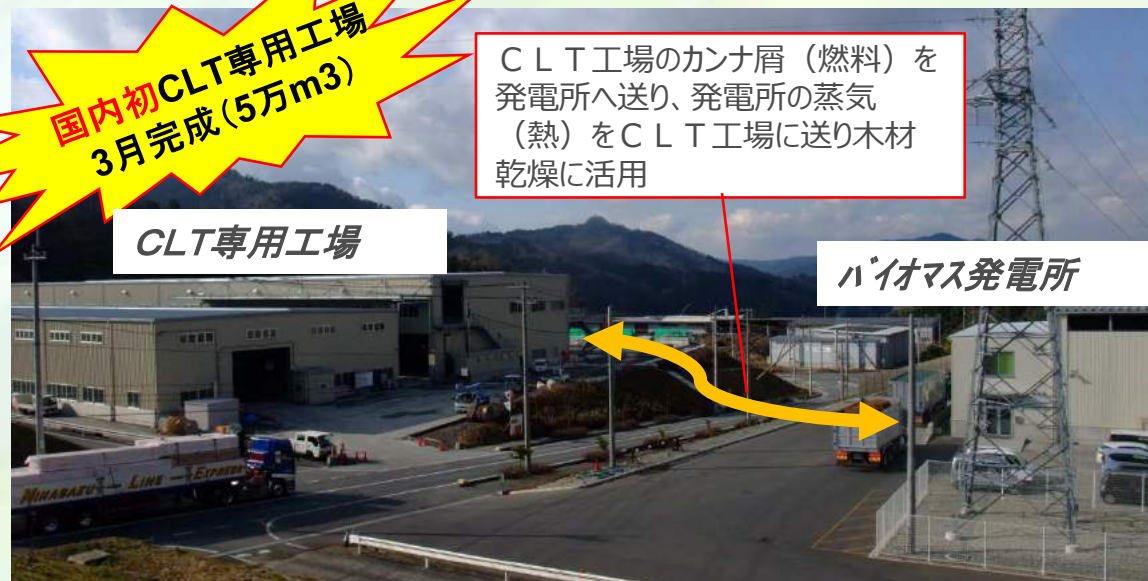 国内初CLT専用工場
3月完成(5万m3)
ＣＬＴ工場のカンナ屑（燃料）を
発電所へ送り、発電所の蒸気
（熱）をＣＬＴ工場に送り木材
乾燥に活用
CLT専用工場
バイオマス発電所
MIMASAKU LINE EXPRESS